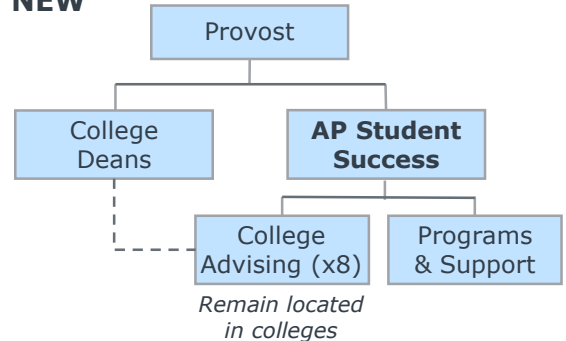 NEW
Provost
College
Deans
AP Student
Success
College
Advising (x8)
Programs
& Support
Remain located
in colleges